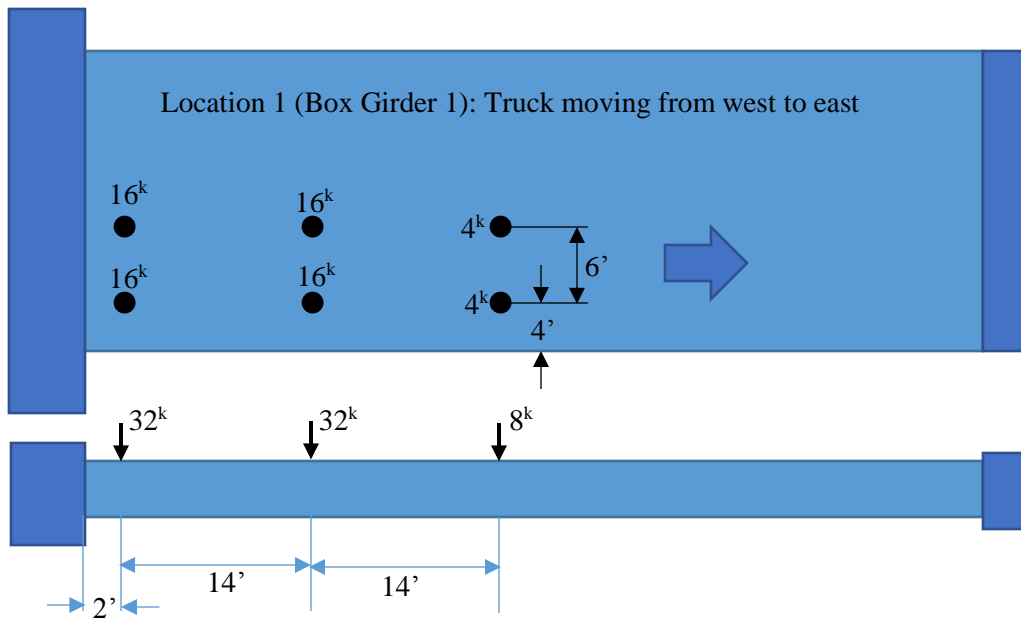 Location 1 (Box Girder 1): Truck moving from west to east
16ᵏ
16ᵏ
4ᵏ
6’
16ᵏ
16ᵏ
4ᵏ
4’
32ᵏ
32ᵏ
8ᵏ
14’
14’
2’